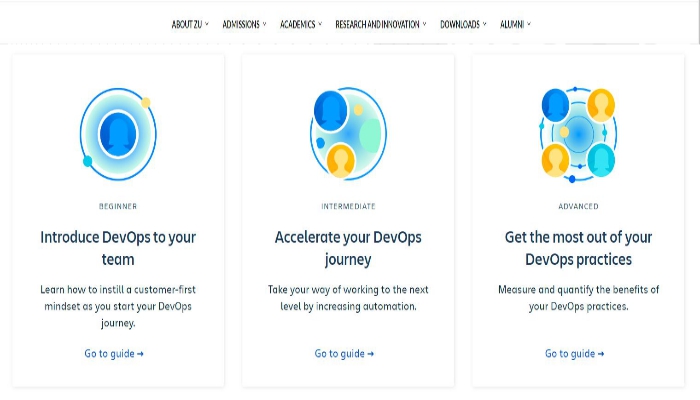 ABOUT ZU ADMISSIONS ACADEMICS RESEARCH AND INNOVATION DOWNLOADS ALUMNI
BEGINNER
Introduce DevOps to your
team
Learn how to instill a customer-first
mindset as you start your DevOps
journey.
Go to guide →
INTERMEDIATE
Accelerate your DevOps
journey
Take your way of working to the next
level by increasing automation.
Go to guide →
ADVANCED
Get the most out of your
DevOps practices
Measure and quantify the benefits of
your DevOps practices.
Go to guide →